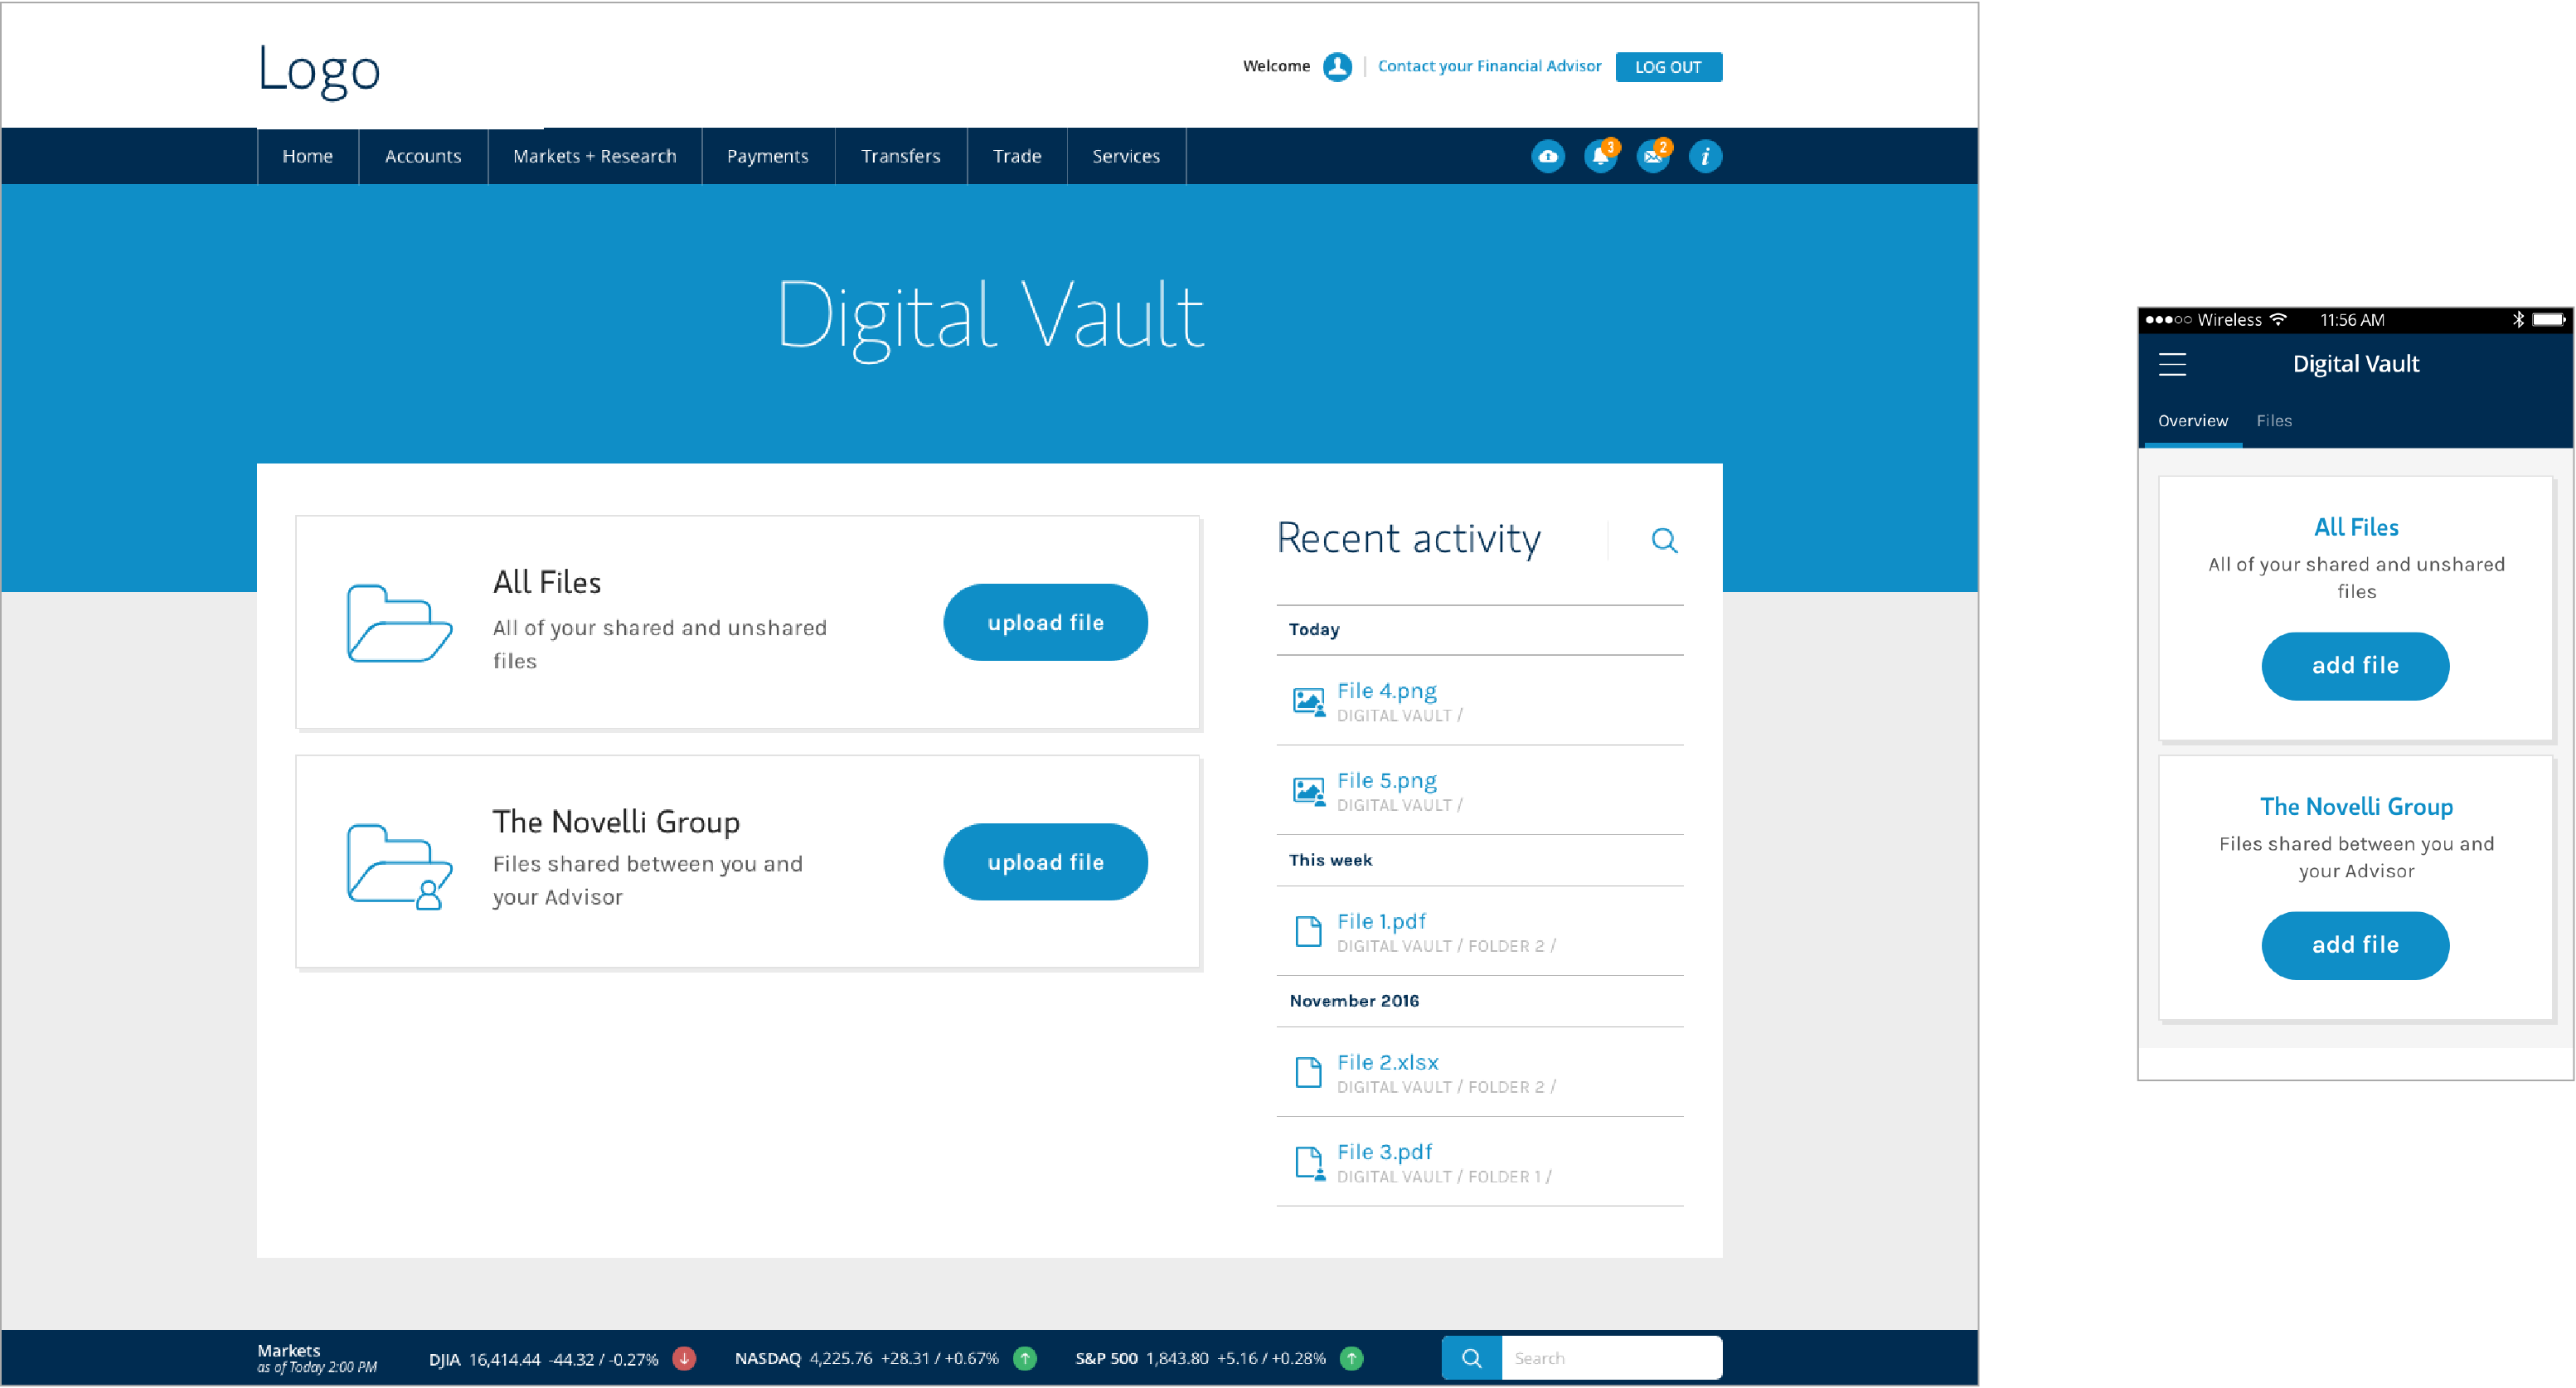 Logo
Welcome
Contact your Financial Advisor
LOG OUT
Home
Accounts
Markets + Research
Payments
Transfers
Trade
Services
3
2
i
Digital Vault
All Files
All of your shared and unshared
files
upload file
The Novelli Group
Files shared between you and
your Advisor
upload file
Recent activity
Today
File 4.png
DIGITAL VAULT /
File 5.png
DIGITAL VAULT /
This week
File 1.pdf
DIGITAL VAULT / FOLDER 2 /
November 2016
File 2.xlsx
DIGITAL VAULT / FOLDER 2 /
File 3.pdf
DIGITAL VAULT / FOLDER 1 /
Markets
as of Today 2:00 PM
DJIA 16,414.44 -44.32 / -0.27%
NASDAQ 4,225.76 +28.31 / +0.67%
S&P 500 1,843.80 +5.16 / +0.28%
Search
Wireless
11:56 AM
Digital Vault
Overview
Files
All Files
All of your shared and unshared
files
add file
The Novelli Group
Files shared between you and
your Advisor
add file